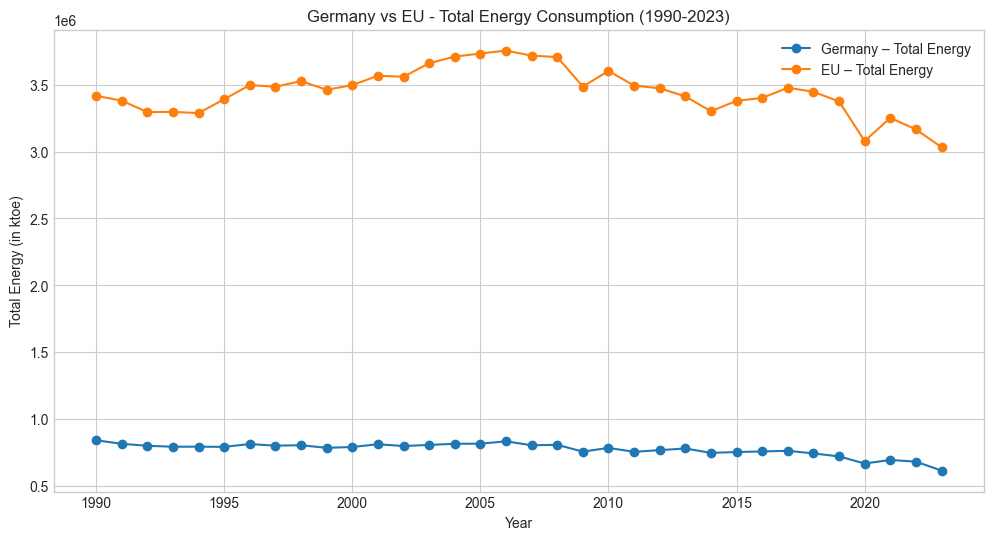 Germany vs EU - Total Energy Consumption (1990-2023)
1e6
Germany – Total Energy
EU – Total Energy
3.5
3.0
2.5
2.0
1.5
1.0
0.5
Total Energy (in ktoe)
1990 1995 2000 2005 2010 2015 2020
Year